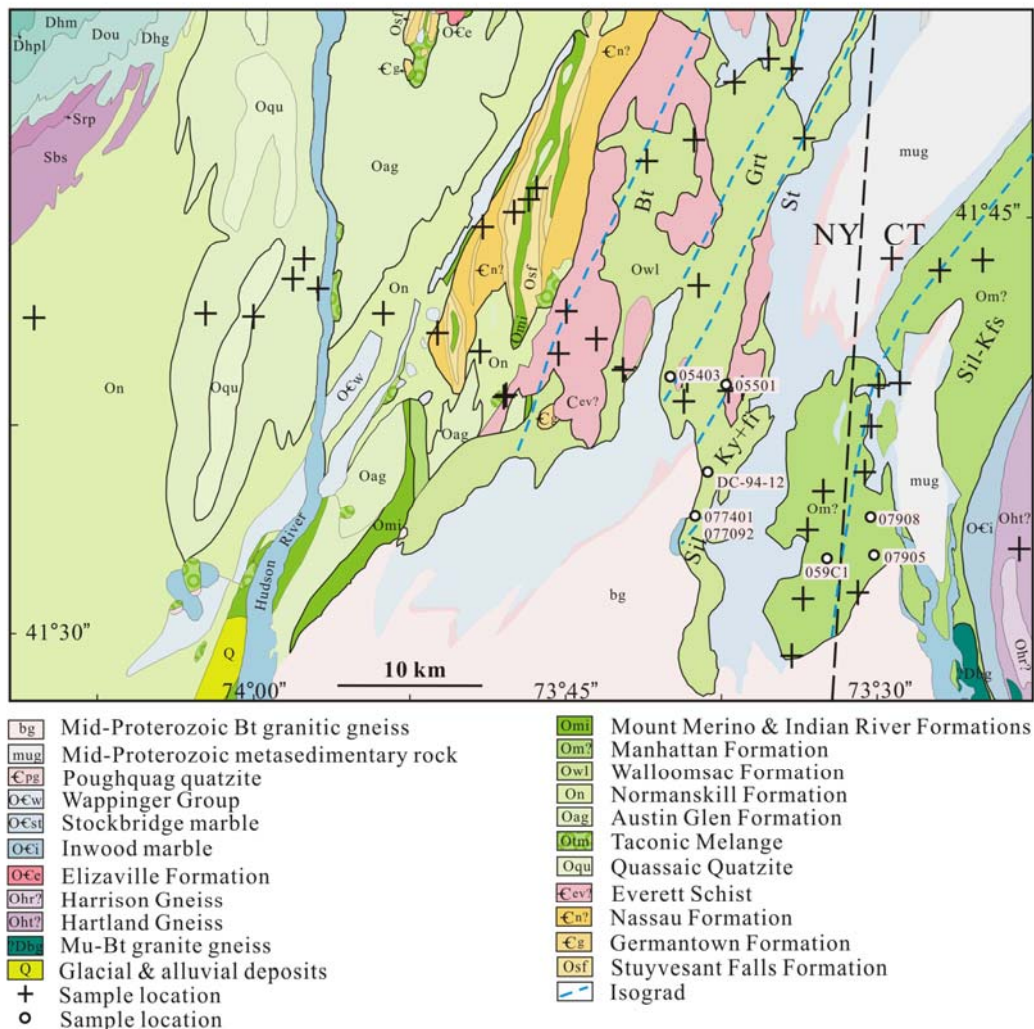 Dhm
Dhpl
Dou
Dhg
Srp
Sbs
Oqu
Oag
Osf
O€e
€g
€n?
Bt
Grt
St
mug
41°45"
NY
CT
Owl
€n?
Osf
Omi
On
Om?
On
Oqu
O€w
On
Oag
€g
Єev?
05403
05501
Ky+fi
Sil-Kfs
DC-94-12
Oag
Omi
077401
077092
Sil
Om?
mug
07908
07905
059C1
O€i
Oht?
Ohr?
Hudson River
bg
41°30"
Q
10 km
74°00"
73°45"
73°30"
?Dbg
bg Mid-Proterozoic Bt granitic gneiss
mug Mid-Proterozoic metasedimentary rock
€pg Poughquag quatzite
O€w Wappinger Group
O€st Stockbridge marble
O€i Inwood marble
O€e Elizaville Formation
Ohr? Harrison Gneiss
Oht? Hartland Gneiss
?Dbg Mu-Bt granite gneiss
Q Glacial & alluvial deposits
+ Sample location
o Sample location
Omi Mount Merino & Indian River Formations
Om? Manhattan Formation
Owl Walloomsac Formation
On Normanskill Formation
Oag Austin Glen Formation
Otm Taconic Melange
Oqu Quassaic Quatzite
€ev? Everett Schist
€n? Nassau Formation
€g Germantown Formation
Osf Stuyvesant Falls Formation
Isograd